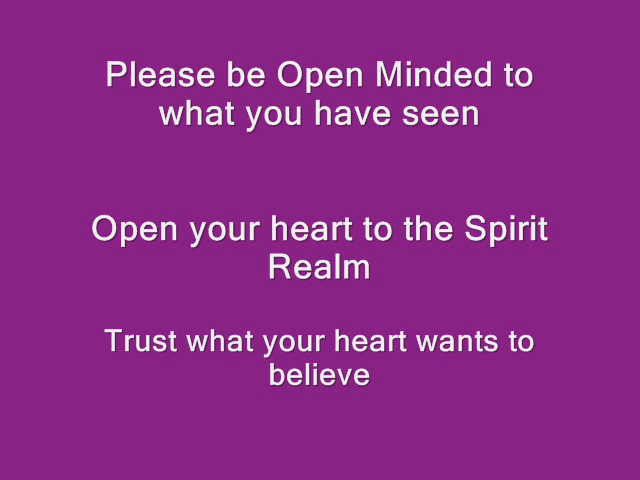 Please be Open Minded to
what you have seen
Open your heart to the Spirit
Realm
Trust what your heart wants to
believe